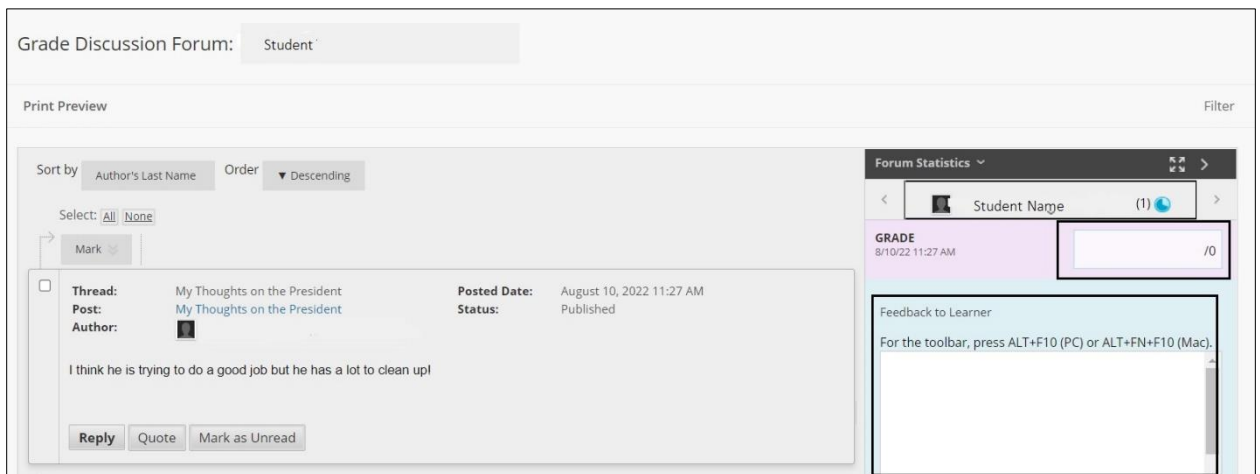 Grade Discussion Forum: Student
Print Preview Filter
Sort by Author's Last Name Order ▼ Descending
Select: All None
Mark
Thread: My Thoughts on the President Posted Date: August 10, 2022 11:27 AM
Post: My Thoughts on the President Status: Published
Author:
I think he is trying to do a good job but he has a lot to clean up!
Reply Quote Mark as Unread
Forum Statistics
Student Name (1)
GRADE
8/10/22 11:27 AM
/0
Feedback to Learner
For the toolbar, press ALT+F10 (PC) or ALT+FN+F10 (Mac).